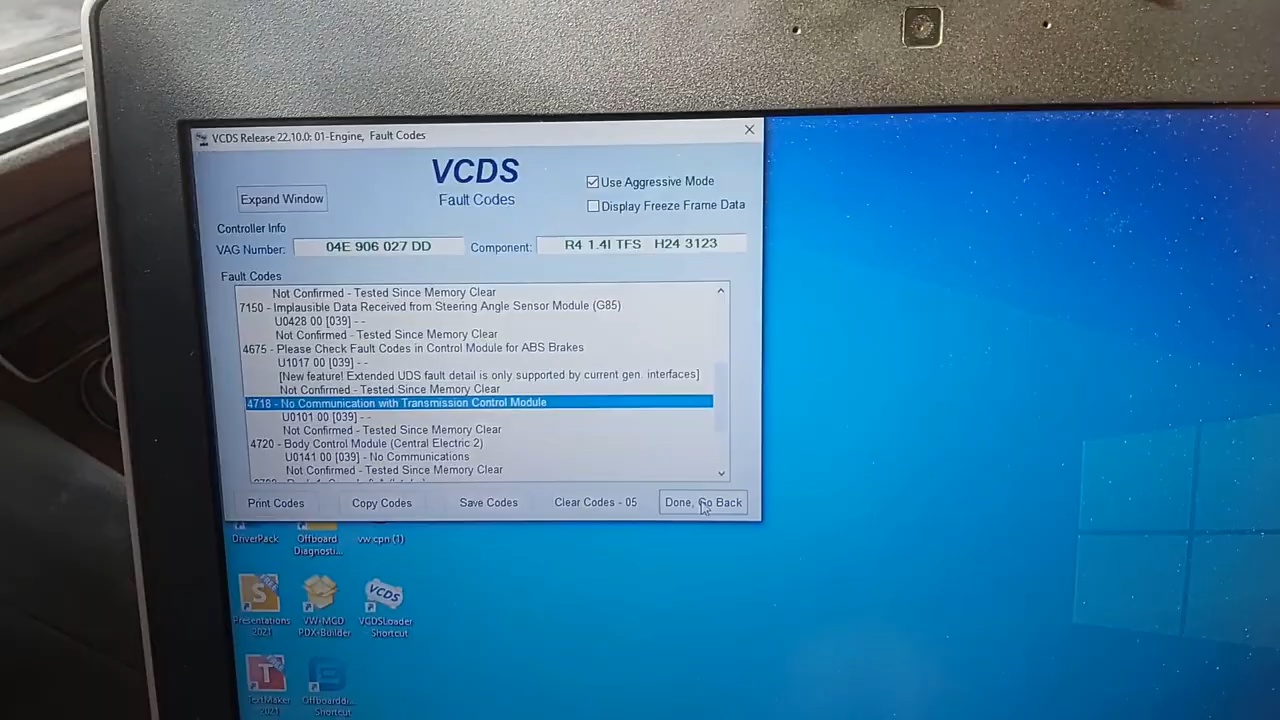 VCDS Release 22.10.0: 01-Engine, Fault Codes
VCDS
Fault Codes
Expand Window
Use Aggressive Mode
Display Freeze Frame Data
Controller Info
VAG Number: 04E 906 027 DD Component: R4 1.4l TFS H24 3123
Fault Codes
Not Confirmed - Tested Since Memory Clear
7150 - Implausible Data Received from Steering Angle Sensor Module (G85)
U0428 00 [039] - -
Not Confirmed - Tested Since Memory Clear
4675 - Please Check Fault Codes in Control Module for ABS Brakes
U1017 00 [039] - -
[New feature! Extended UDS fault detail is only supported by current gen. interfaces]
Not Confirmed - Tested Since Memory Clear
4718 - No Communication with Transmission Control Module
U0101 00 [039] - -
Not Confirmed - Tested Since Memory Clear
4720 - Body Control Module (Central Electric 2)
U0141 00 [039] - No Communications
Not Confirmed - Tested Since Memory Clear
Print Codes Copy Codes Save Codes Clear Codes - 05 Done, Go Back
DriverPack Offboard Diagnosti... vw.cpn (1)
VCDS
Presentations 2021 VW-MCD PDX-Builder VCDSLoader Shortcut
TextMaker 2021 Offboarddi... Shortcut